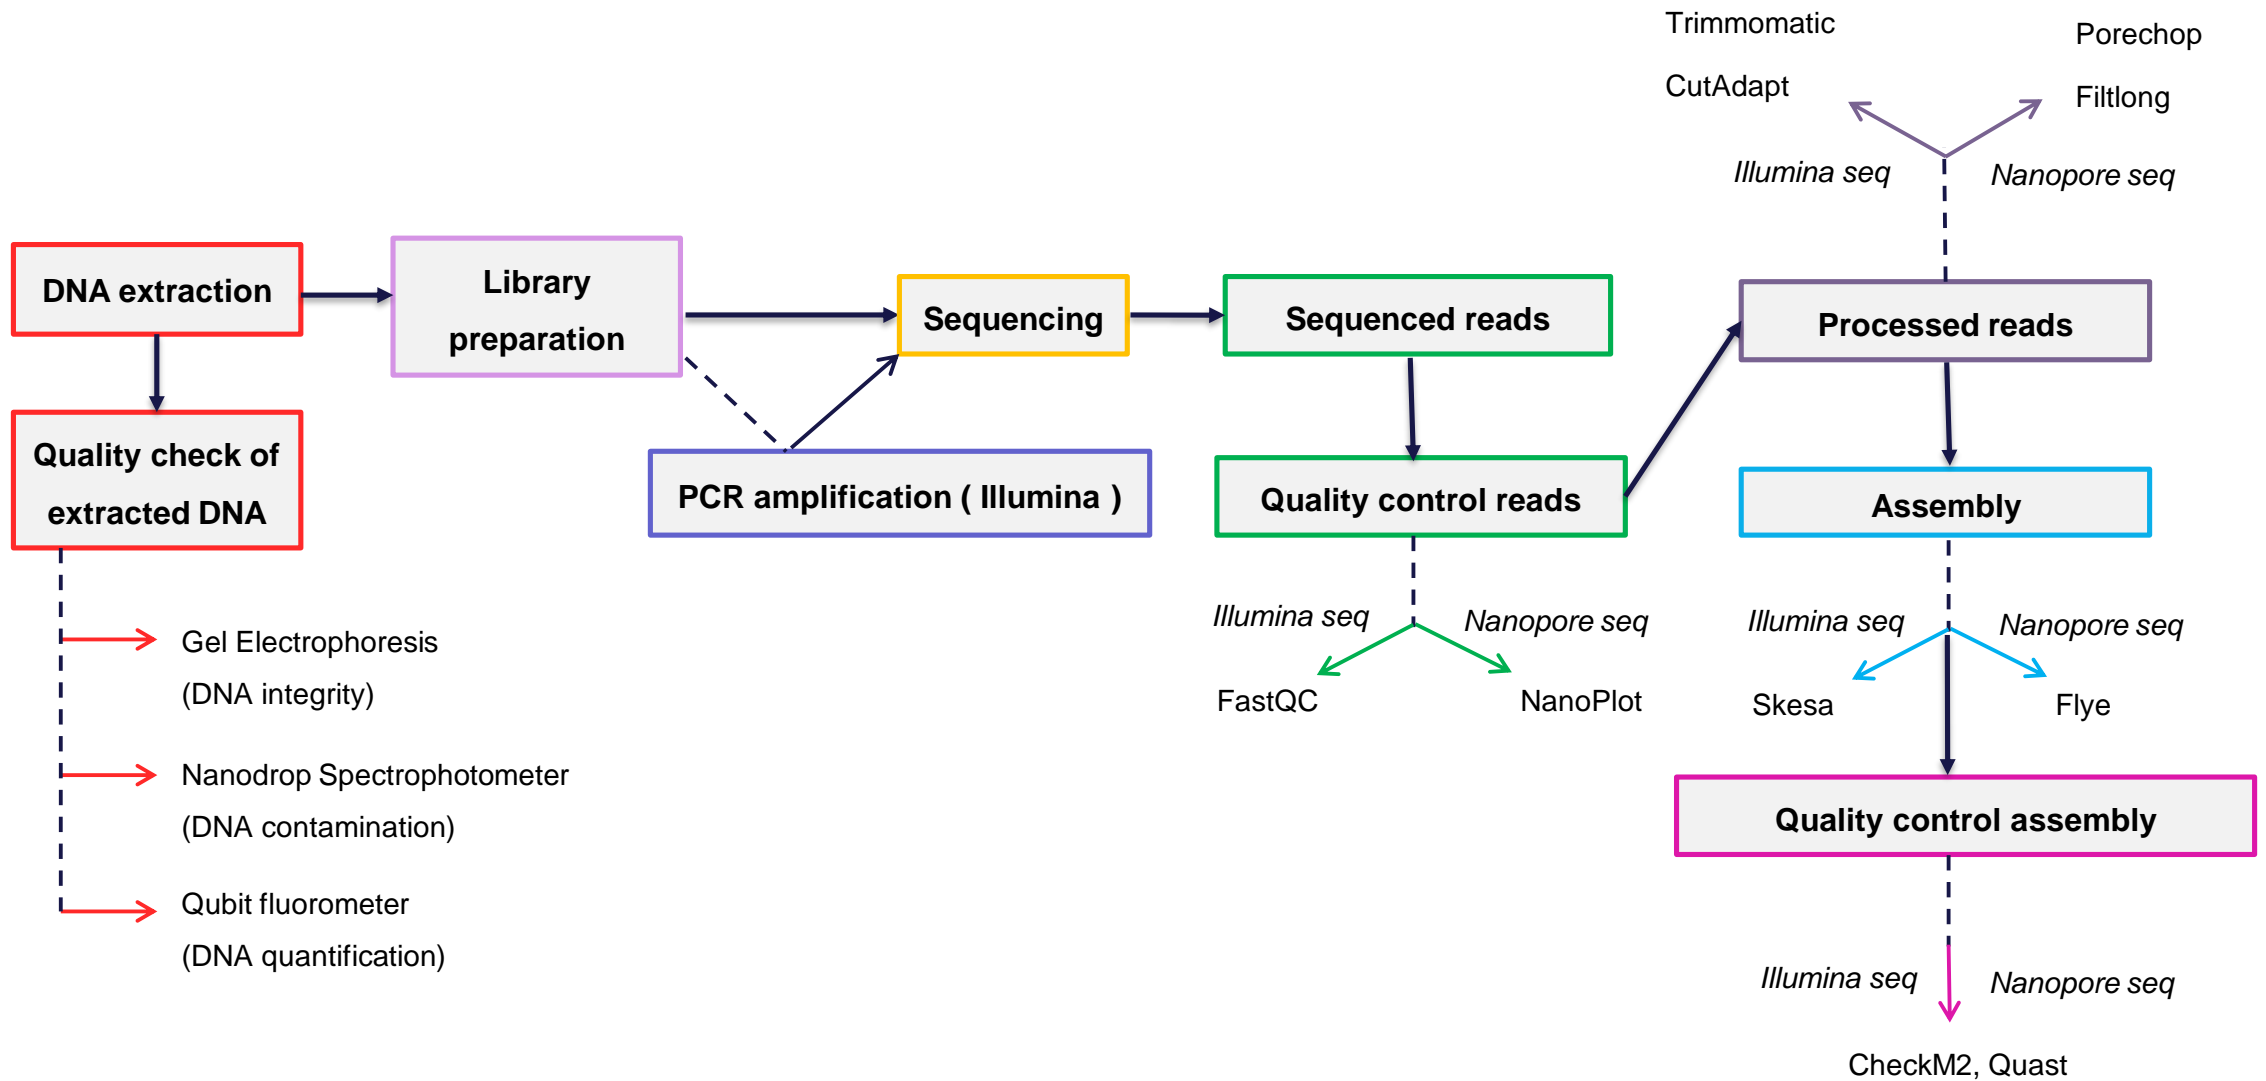 Trimmomatic
CutAdapt
Porechop
Filtlong
Illumina seq
Nanopore seq
DNA extraction
Library
preparation
Sequencing
Sequenced reads
Processed reads
Quality check of
extracted DNA
PCR amplification ( Illumina )
Quality control reads
Assembly
Gel Electrophoresis
(DNA integrity)
Nanodrop Spectrophotometer
(DNA contamination)
Qubit fluorometer
(DNA quantification)
Illumina seq
Nanopore seq
FastQC
NanoPlot
Illumina seq
Nanopore seq
Skesa
Flye
Quality control assembly
Illumina seq
Nanopore seq
CheckM2, Quast